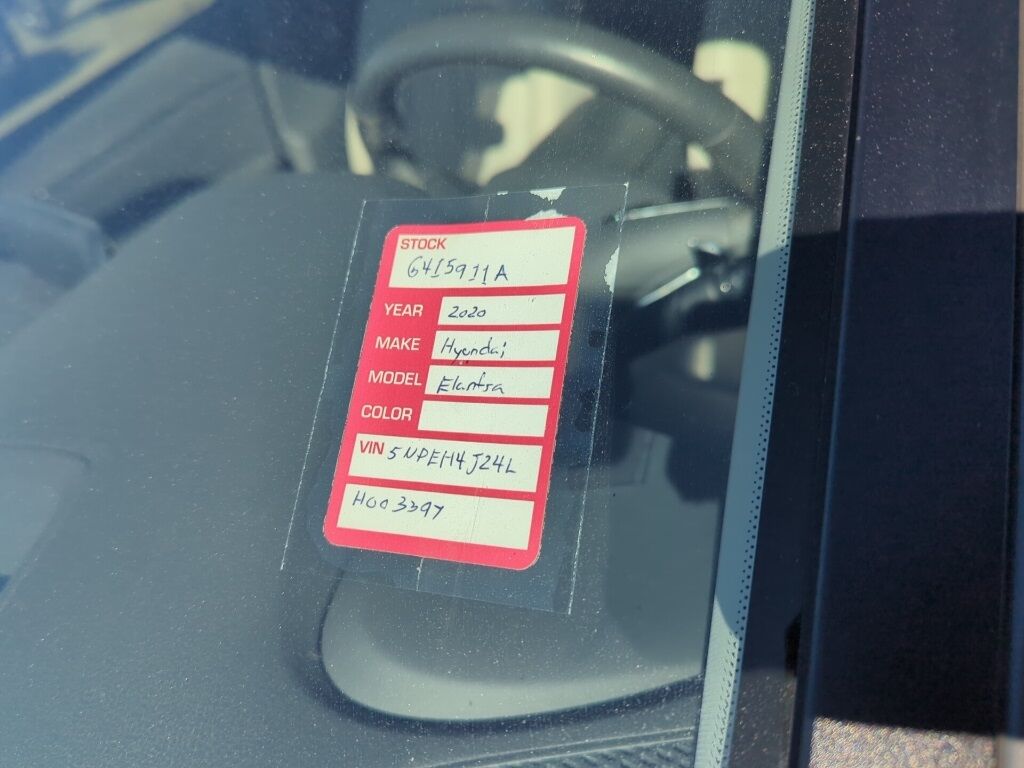 STOCK
G415911A
YEAR 2020
MAKE Hyundai
MODEL Elantra
COLOR
VIN 5NPEH4J24L
H003397